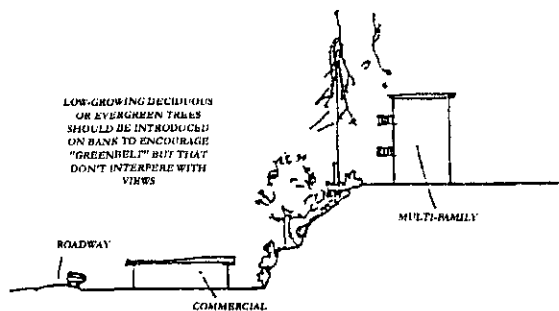 LOW-GROWING DECIDUOUS
OR EVERGREEN TREES
SHOULD BE INTRODUCED
ON BANK TO ENCOURAGE
"GREENBELT" BUT THAT
DON'T INTERFERE WITH
VIEWS
MULTI-FAMILY
ROADWAY
COMMERCIAL